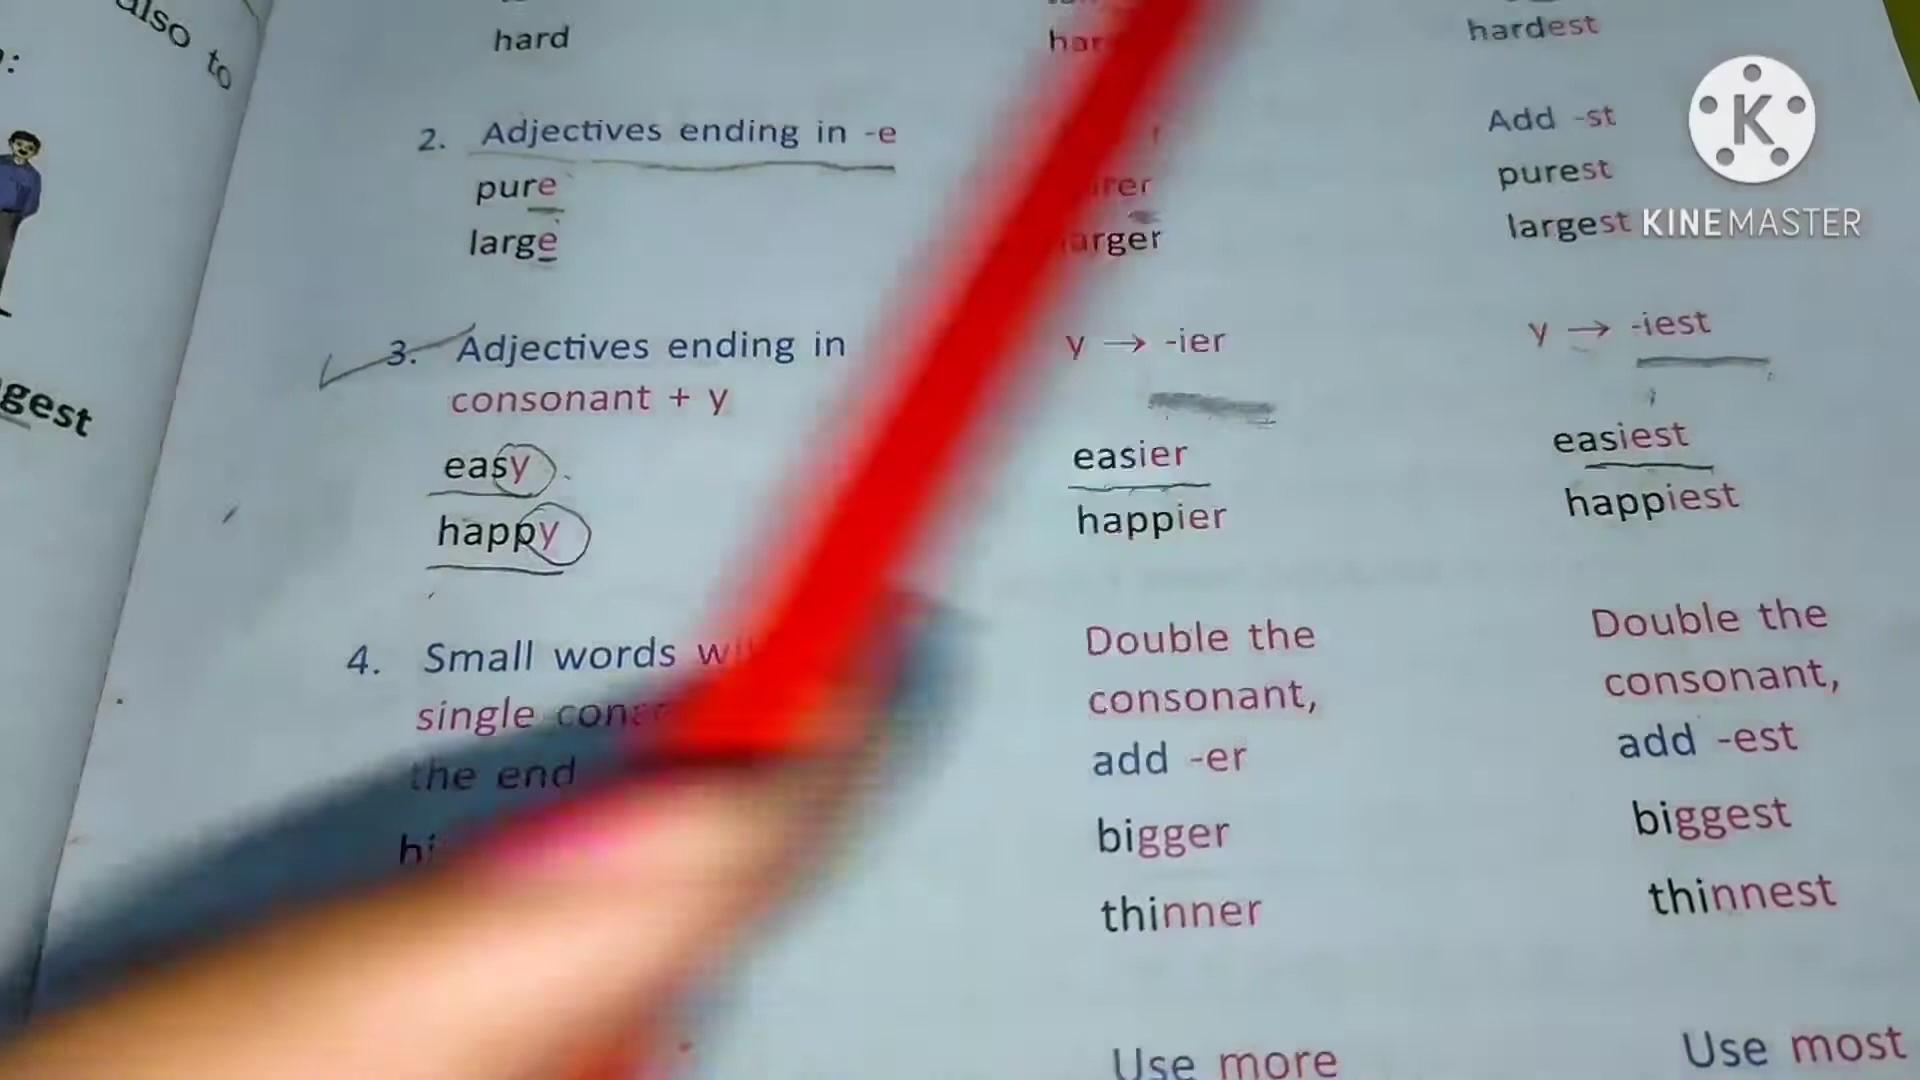 also to
gest
hard hardest
2. Adjectives ending in -e Add -st
pure purest
large larger largest
3. Adjectives ending in y → -ier y → -iest
consonant + y
easy easier easiest
happy happier happiest
4. Small words Double the Double the
single consonant, consonant,
the end add -er add -est
bigger biggest
thinner thinnest
Use more Use most
K
KINEMASTER